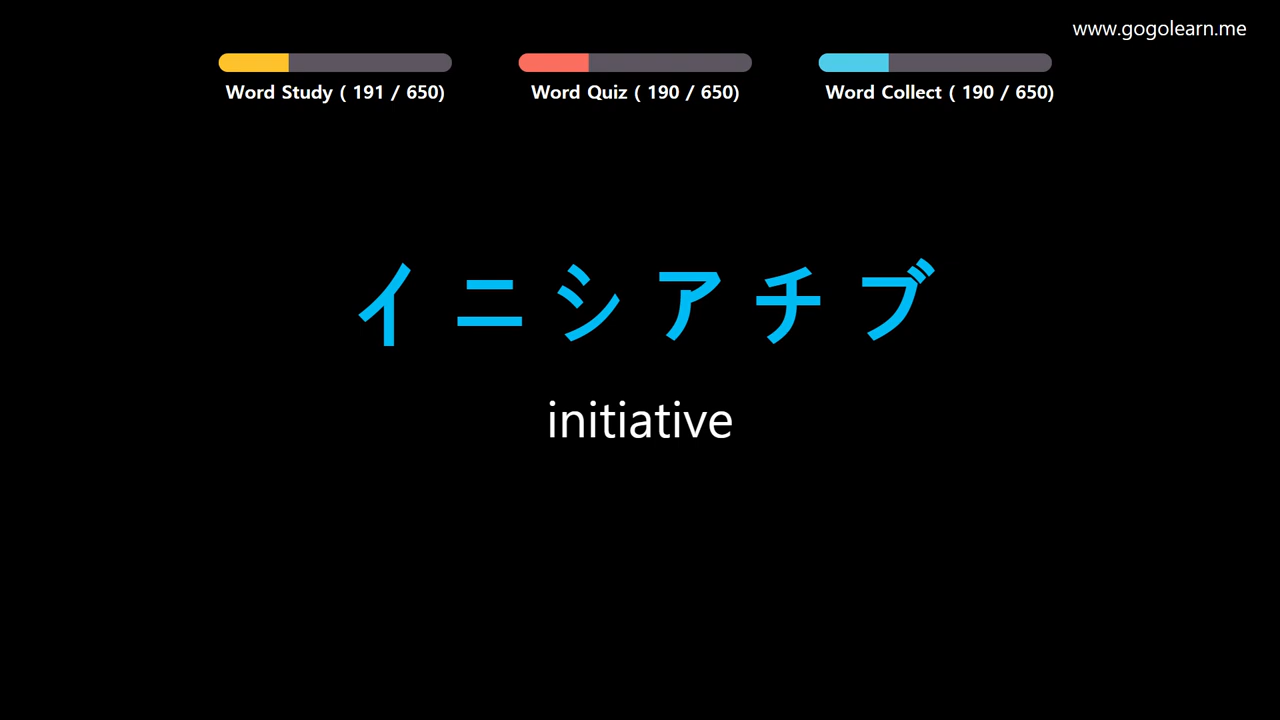 www.gogolearn.me
Word Study ( 191 / 650)
Word Quiz ( 190 / 650)
Word Collect ( 190 / 650)
イニシアチブ
initiative